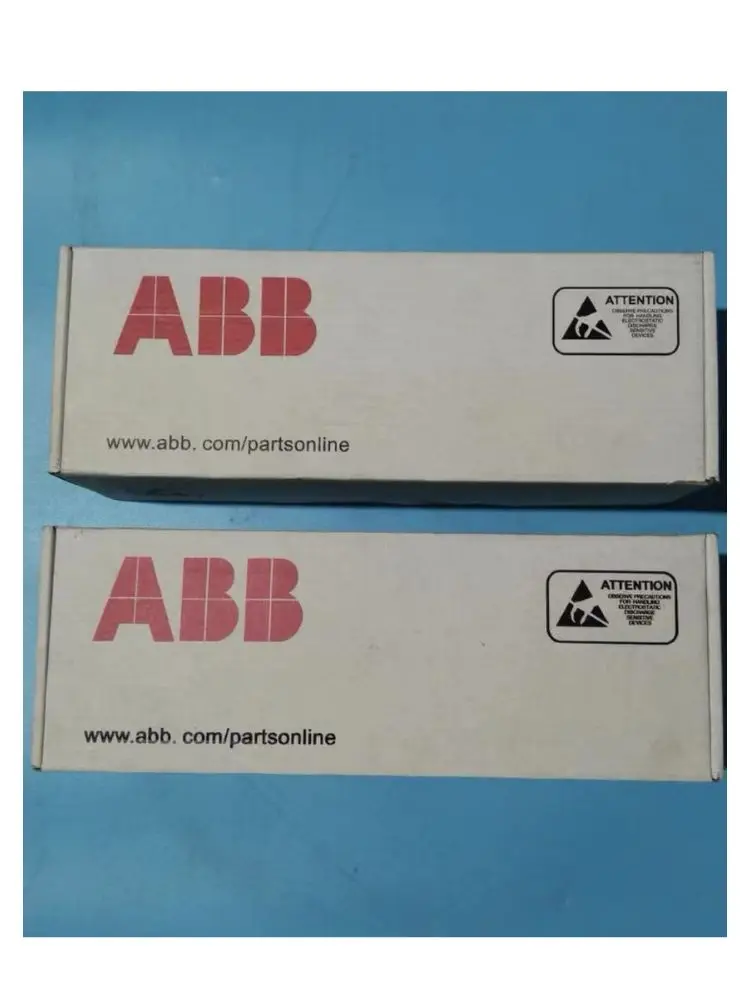 ABB
ATTENTION
OBSERVE PRECAUTIONS
FOR HANDLING
ELECTROSTATIC
DISCHARGE
SENSITIVE
DEVICES
www.abb. com/partsonline
ABB
ATTENTION
OBSERVE PRECAUTIONS
FOR HANDLING
ELECTROSTATIC
DISCHARGE
SENSITIVE
DEVICES
www.abb. com/partsonline